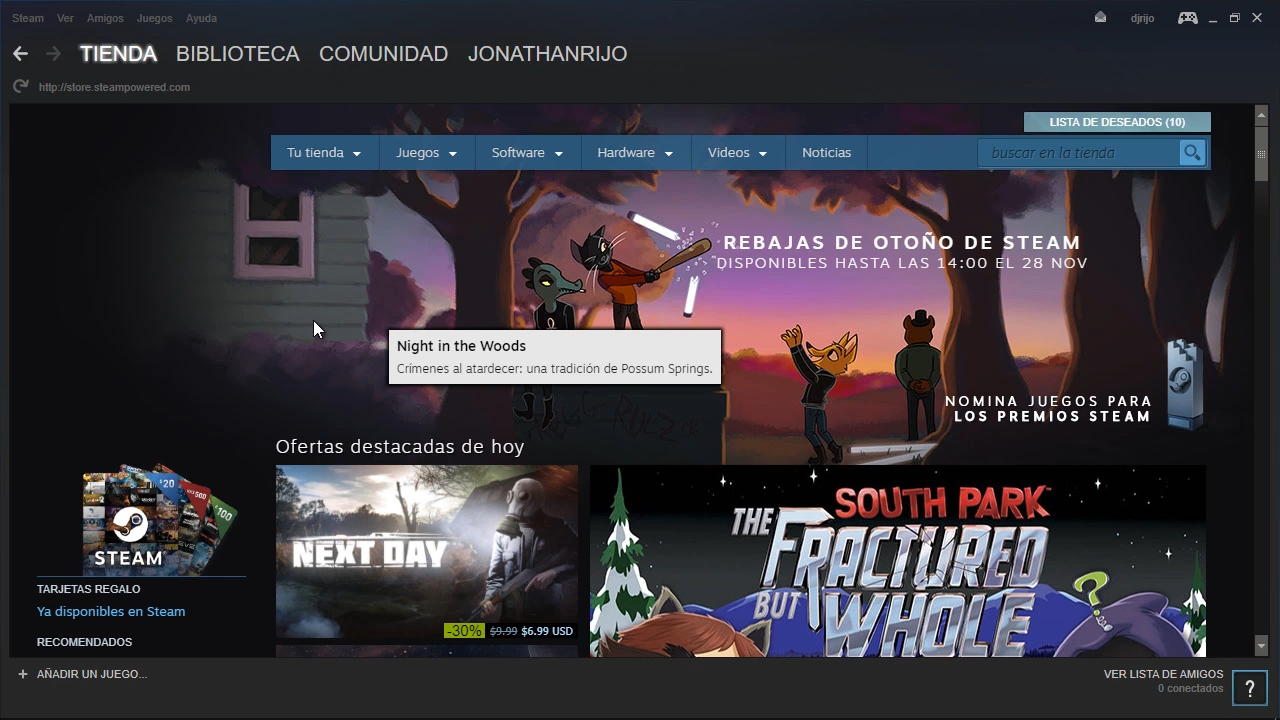 Steam Ver Amigos Juegos Ayuda djrijo
TIENDA BIBLIOTECA COMUNIDAD JONATHANRIJO
http://store.steampowered.com
LISTA DE DESEADOS (10)
Tu tienda Juegos Software Hardware Videos Noticias buscar en la tienda
REBAJAS DE OTOÑO DE STEAM
DISPONIBLES HASTA LAS 14:00 EL 28 NOV
Night in the Woods
Crímenes al atardecer: una tradición de Possum Springs.
NOMINA JUEGOS PARA
LOS PREMIOS STEAM
Ofertas destacadas de hoy
$20
500
$100
STEAM
NEXT DAY
-30% $9.99 $6.99 USD
SOUTH PARK
THE FRACTURED
BUT WHOLE
TARJETAS REGALO
Ya disponibles en Steam
RECOMENDADOS
+ AÑADIR UN JUEGO...
VER LISTA DE AMIGOS
0 conectados
?